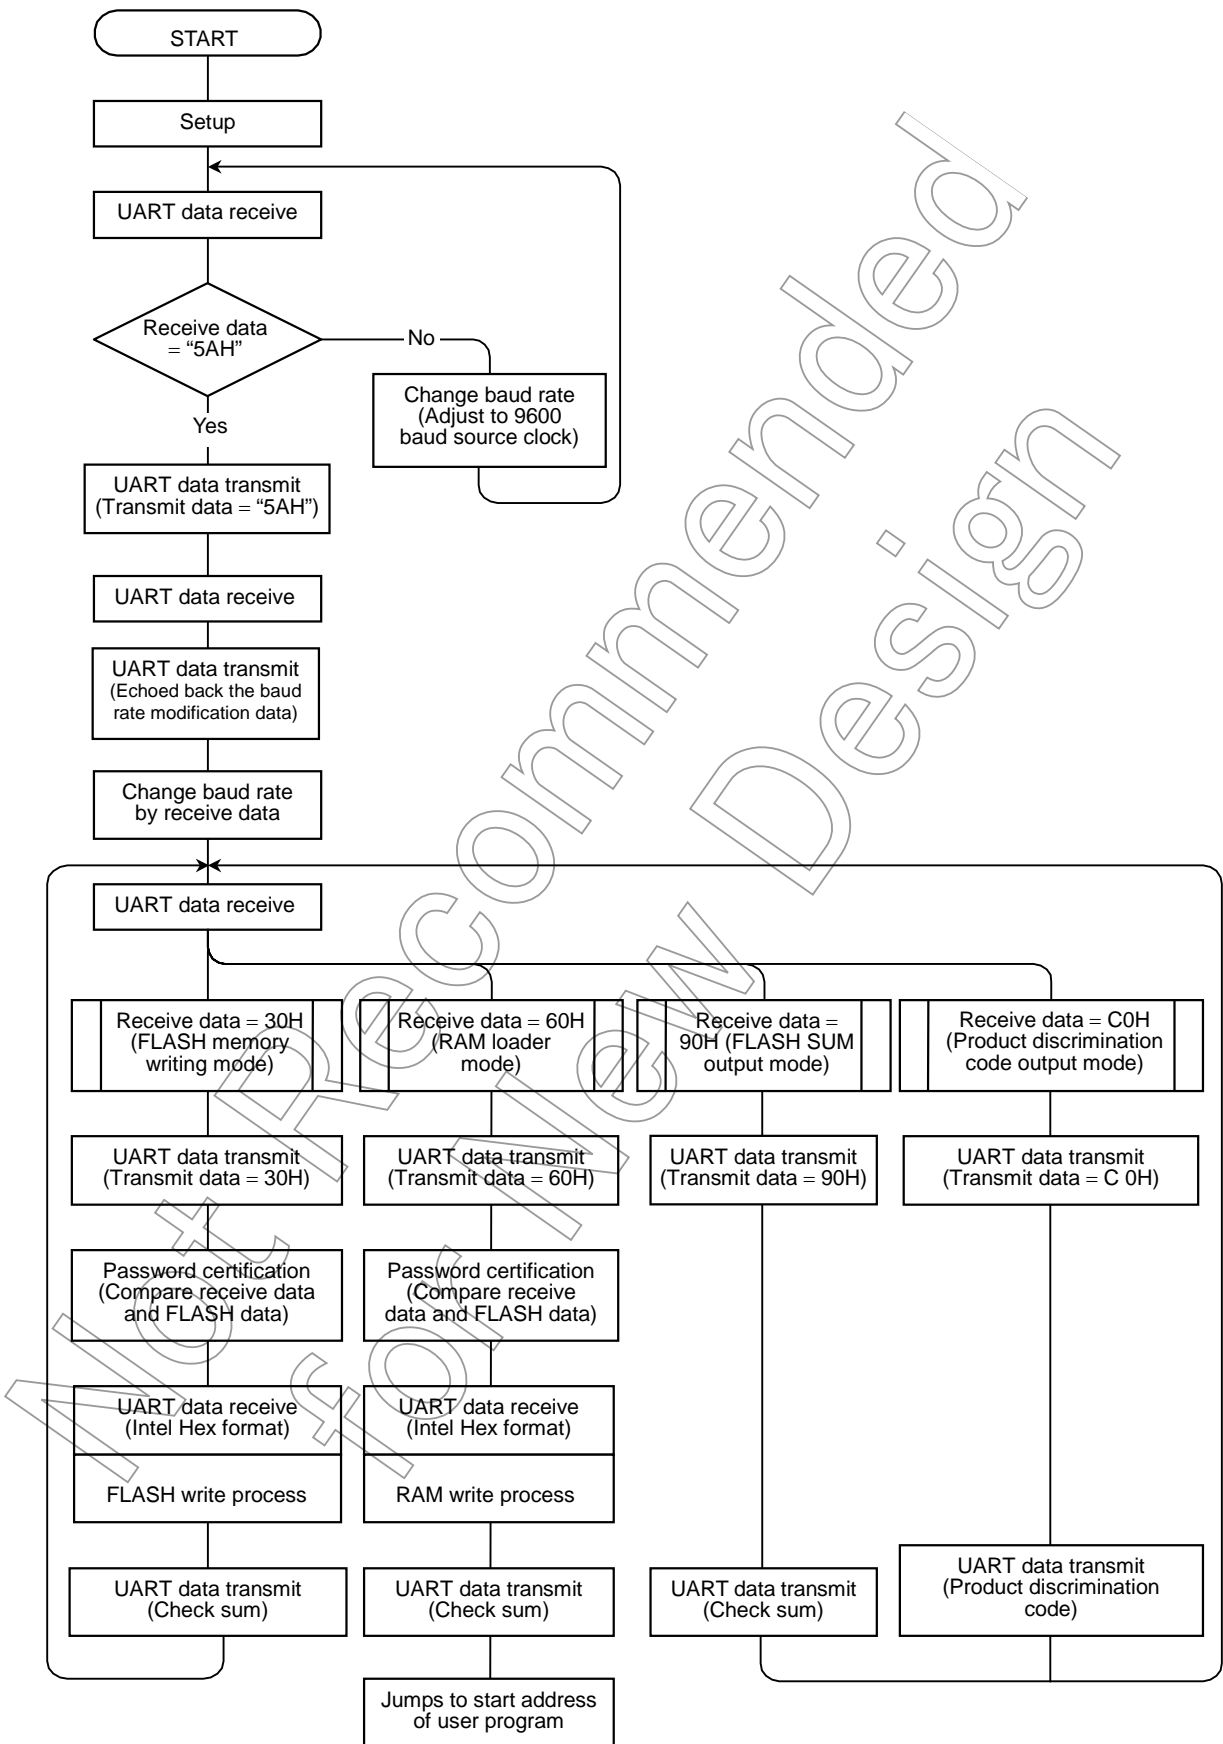 START
Setup
UART data receive
Receive data
= “5AH”
No
Change baud rate
(Adjust to 9600
baud source clock)
Yes
UART data transmit
(Transmit data = “5AH”)
UART data receive
UART data transmit
(Echoed back the baud
rate modification data)
Change baud rate
by receive data
UART data receive
Receive data = 30H
(FLASH memory
writing mode)
Receive data = 60H
(RAM loader
mode)
Receive data =
90H (FLASH SUM
output mode)
Receive data = C0H
(Product discrimination
code output mode)
UART data transmit
(Transmit data = 30H)
UART data transmit
(Transmit data = 60H)
UART data transmit
(Transmit data = 90H)
UART data transmit
(Transmit data = C 0H)
Password certification
(Compare receive data
and FLASH data)
Password certification
(Compare receive
data and FLASH data)
UART data receive
(Intel Hex format)
FLASH write process
UART data receive
(Intel Hex format)
RAM write process
UART data transmit
(Check sum)
UART data transmit
(Check sum)
UART data transmit
(Check sum)
UART data transmit
(Product discrimination
code)
Jumps to start address
of user program
Not Recommended
for New Design